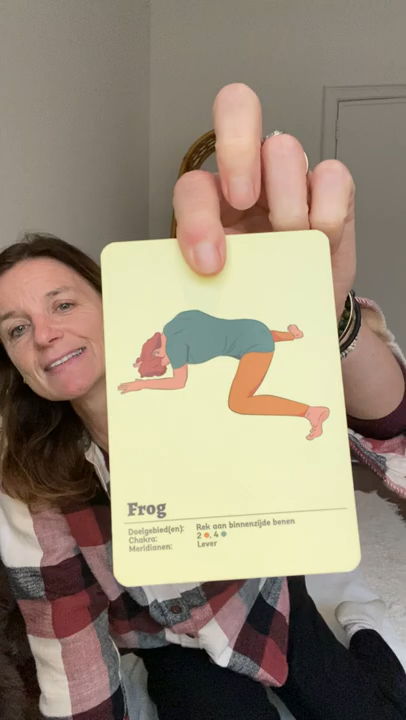 Frog
Doelgebied(en): Rek aan binnenzijde benen
Chakra: 2 , 4
Meridianen: Lever